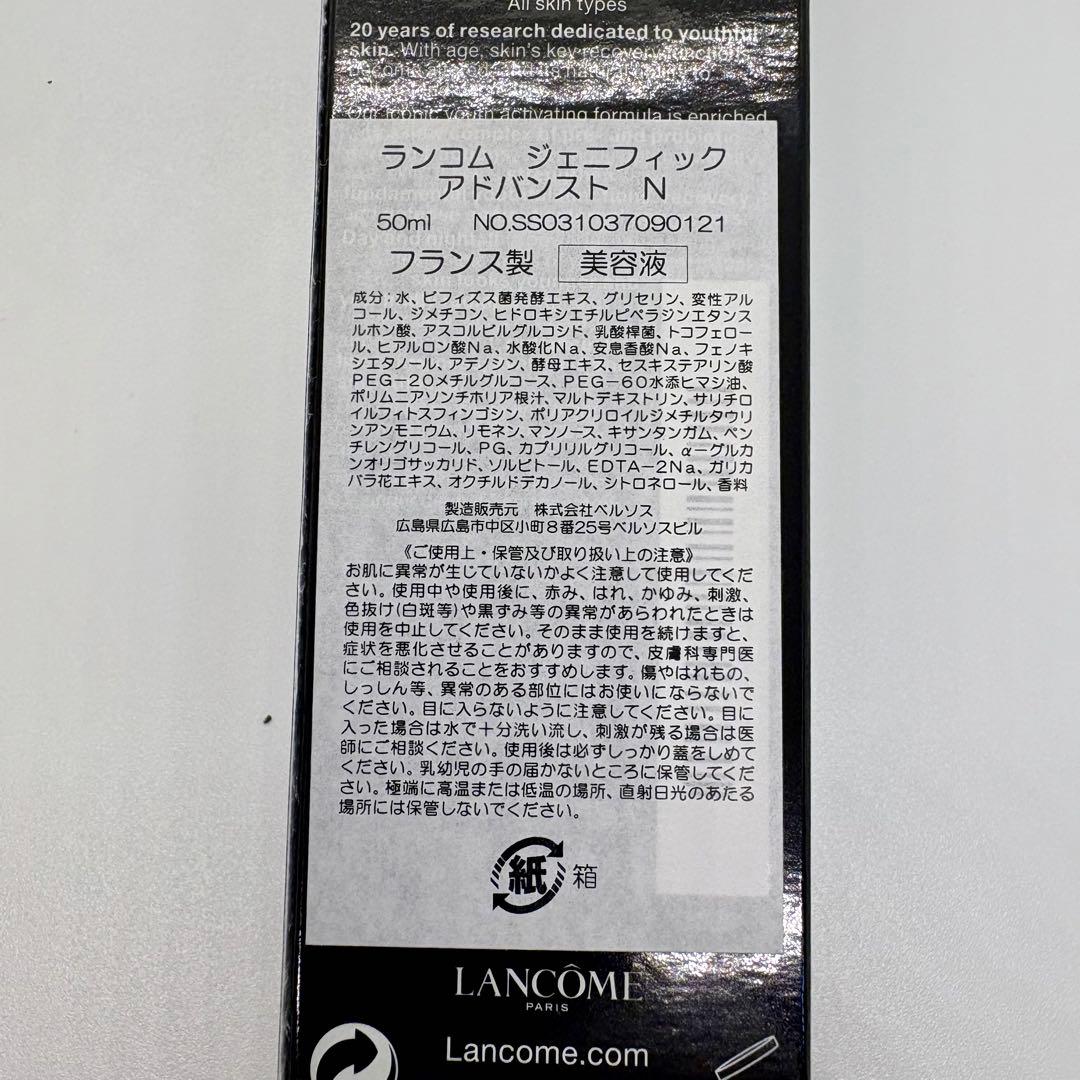 All skin types
20 years of research dedicated to youthful
skin. With age, skin's key recovery function
Our iconic youth activating formula is enriched
ランコム ジェニフィック
アドバンスト N
50ml NO.SS031037090121
フランス製 美容液
成分：水、ビフィズス菌発酵エキス、グリセリン、変性アル
コール、ジメチコン、ヒドロキシエチルピペラジンエタンス
ルホン酸、アスコルビルグルコシド、乳酸桿菌、トコフェロー
ル、ヒアルロン酸Na、水酸化Na、安息香酸Na、フェノキ
シエタノール、アデノシン、酵母エキス、セスキステアリン酸
PEG－20メチルグルコース、PEG－60水添ヒマシ油、
ポリムニアソンチホリア根汁、マルトデキストリン、サリチロ
イルフィトスフィンゴシン、ポリアクリロイルジメチルタウリ
ンアンモニウム、リモネン、マンノース、キサンタンガム、ペン
チレングリコール、PG、カプリリルグリコール、α－グルカ
ンオリゴサッカリド、ソルビトール、EDTA－2Na、ガリカ
バラ花エキス、オクチルドデカノール、シトロネロール、香料
製造販売元 株式会社ベルソス
広島県広島市中区小町8番25号ベルソスビル
《ご使用上・保管及び取り扱い上の注意》
お肌に異常が生じていないかよく注意して使用してくだ
さい。使用中や使用後に、赤み、はれ、かゆみ、刺激、
色抜け(白斑等)や黒ずみ等の異常があらわれたときは
使用を中止してください。そのまま使用を続けますと、
症状を悪化させることがありますので、皮膚科専門医
にご相談されることをおすすめします。傷やはれもの、
しっしん等、異常のある部位にはお使いにならないで
ください。目に入らないように注意してください。目に
入った場合は水で十分洗い流し、刺激が残る場合は医
師にご相談ください。使用後は必ずしっかり蓋をしめて
ください。乳幼児の手の届かないところに保管してくだ
さい。極端に高温または低温の場所、直射日光のあたる
場所には保管しないでください。
紙 箱
LANCÔME
PARIS
Lancome.com